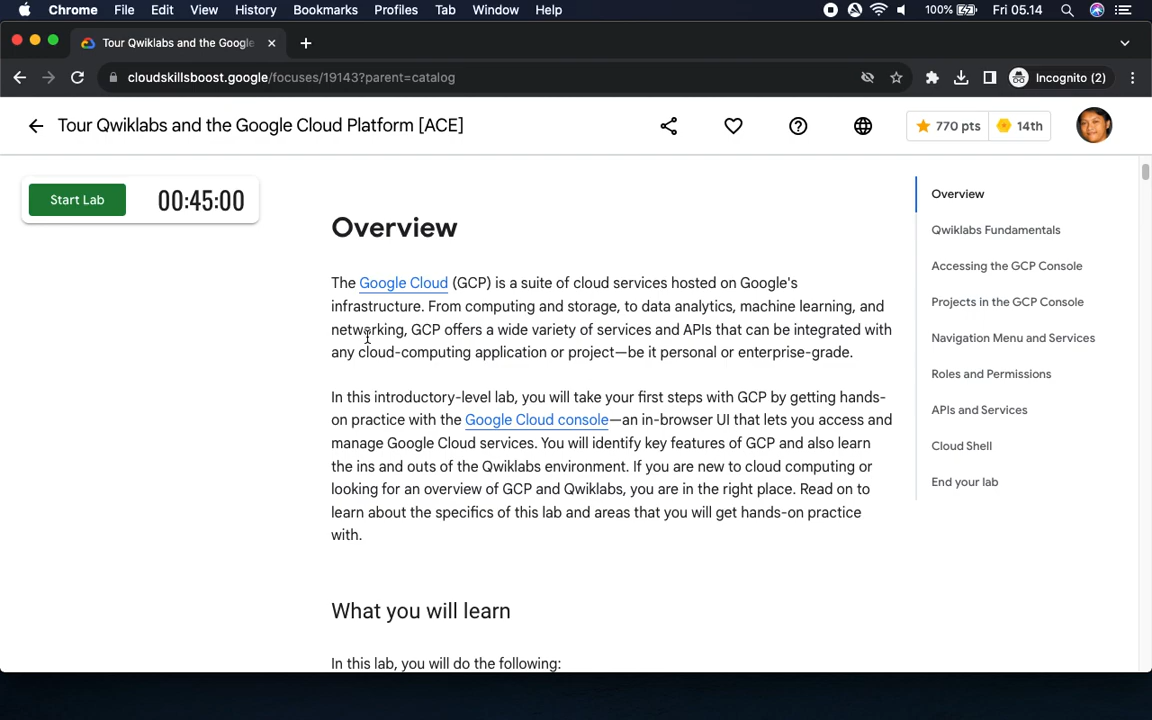 Chrome File Edit View History Bookmarks Profiles Tab Window Help 100% Fri 05.14
Tour Qwiklabs and the Google
cloudskillsboost.google/focuses/19143?parent=catalog Incognito (2)
Tour Qwiklabs and the Google Cloud Platform [ACE] 770 pts 14th
Start Lab 00:45:00
Overview
The Google Cloud (GCP) is a suite of cloud services hosted on Google's
infrastructure. From computing and storage, to data analytics, machine learning, and
networking, GCP offers a wide variety of services and APIs that can be integrated with
any cloud-computing application or project—be it personal or enterprise-grade.
In this introductory-level lab, you will take your first steps with GCP by getting hands-
on practice with the Google Cloud console—an in-browser UI that lets you access and
manage Google Cloud services. You will identify key features of GCP and also learn
the ins and outs of the Qwiklabs environment. If you are new to cloud computing or
looking for an overview of GCP and Qwiklabs, you are in the right place. Read on to
learn about the specifics of this lab and areas that you will get hands-on practice
with.
What you will learn
In this lab, you will do the following:
Overview
Qwiklabs Fundamentals
Accessing the GCP Console
Projects in the GCP Console
Navigation Menu and Services
Roles and Permissions
APIs and Services
Cloud Shell
End your lab